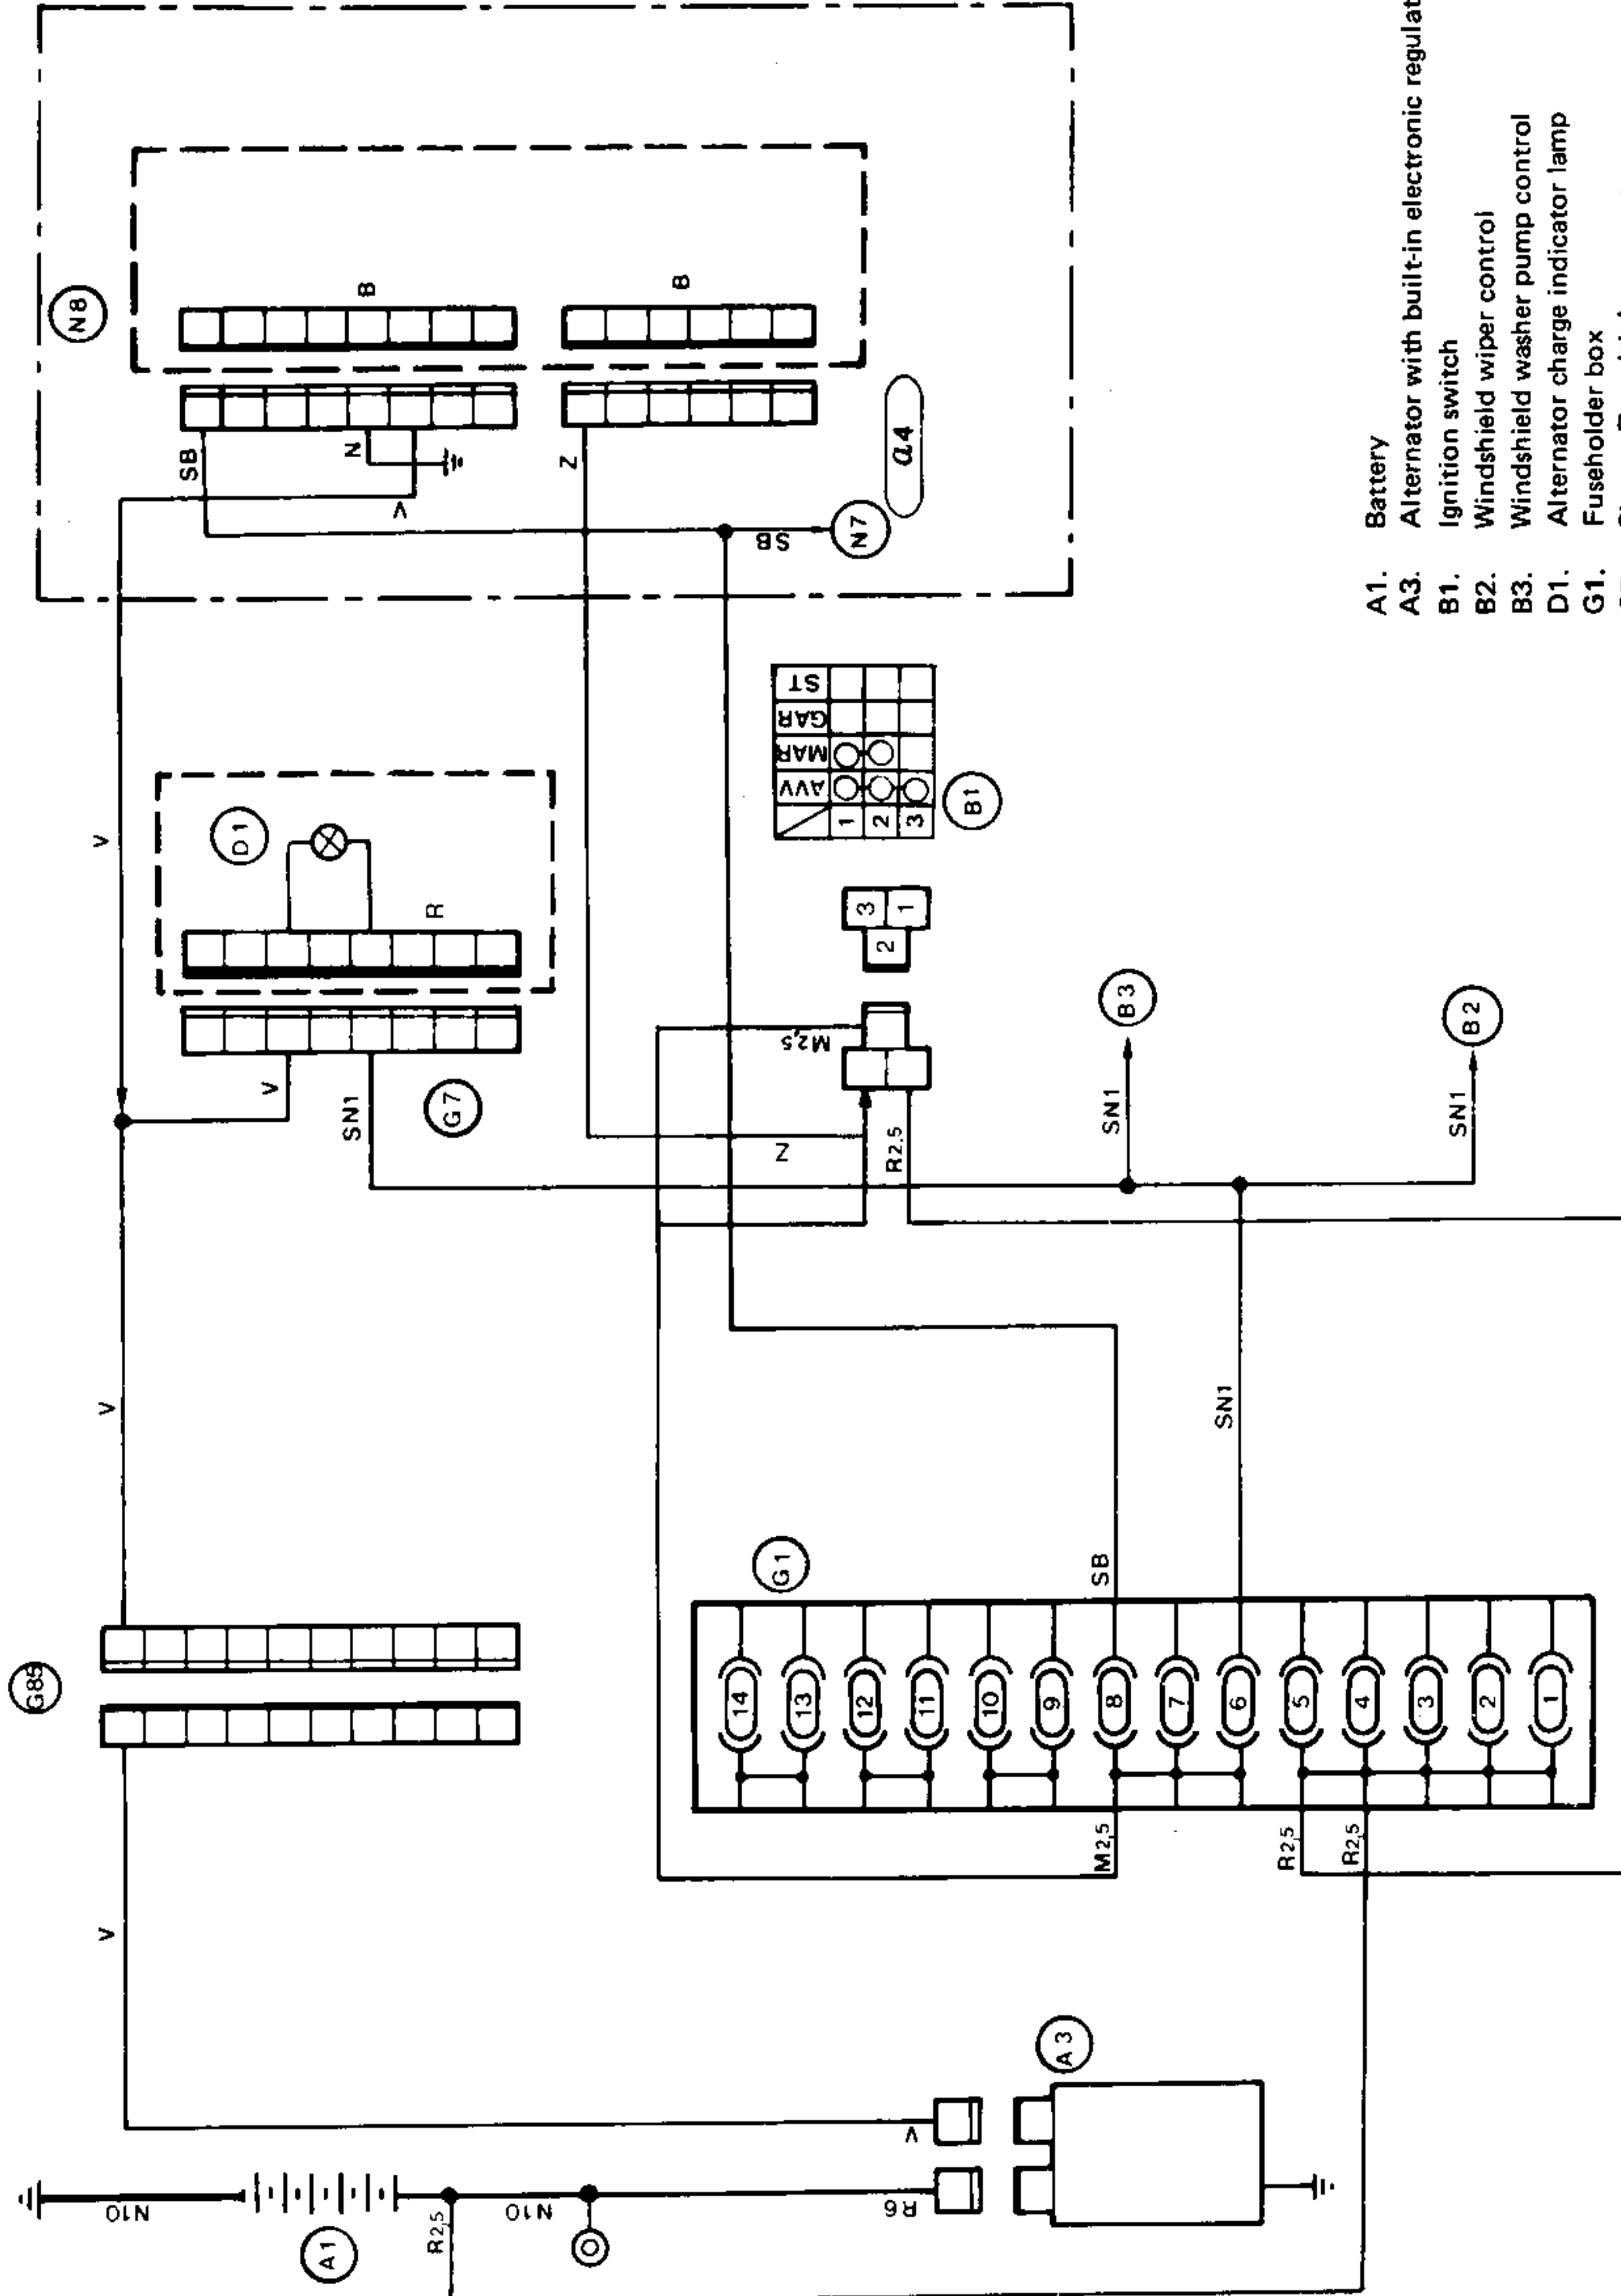 N8
B
B
SB
N
V
Z
SB
N7
a4
V
D1
R
V
SN1
G7
ST
GAR
MAR
AVV
1
2
3
B1
3
1
2
M2,5
Z
R2.5
B3
SN1
B2
SN1
V
SN1
SB
G1
G85
14
13
12
11
10
9
8
7
6
5
4
3
2
1
M2,5
R2,5
R2,5
V
A3
V
R6
N10
A1
R2,5
N10
A1. Battery
A3. Alternator with built-in electronic regulat
B1. Ignition switch
B2. Windshield wiper control
B3. Windshield washer pump control
D1. Alternator charge indicator lamp
G1. Fuseholder box